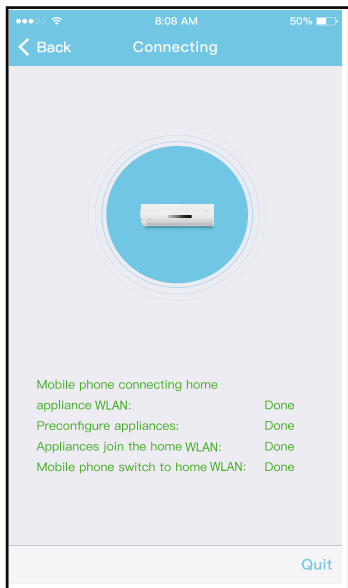 8:08 AM
50%
Back
Connecting
Mobile phone connecting home
appliance WLAN: Done
Preconfigure appliances: Done
Appliances join the home WLAN: Done
Mobile phone switch to home WLAN: Done
Quit